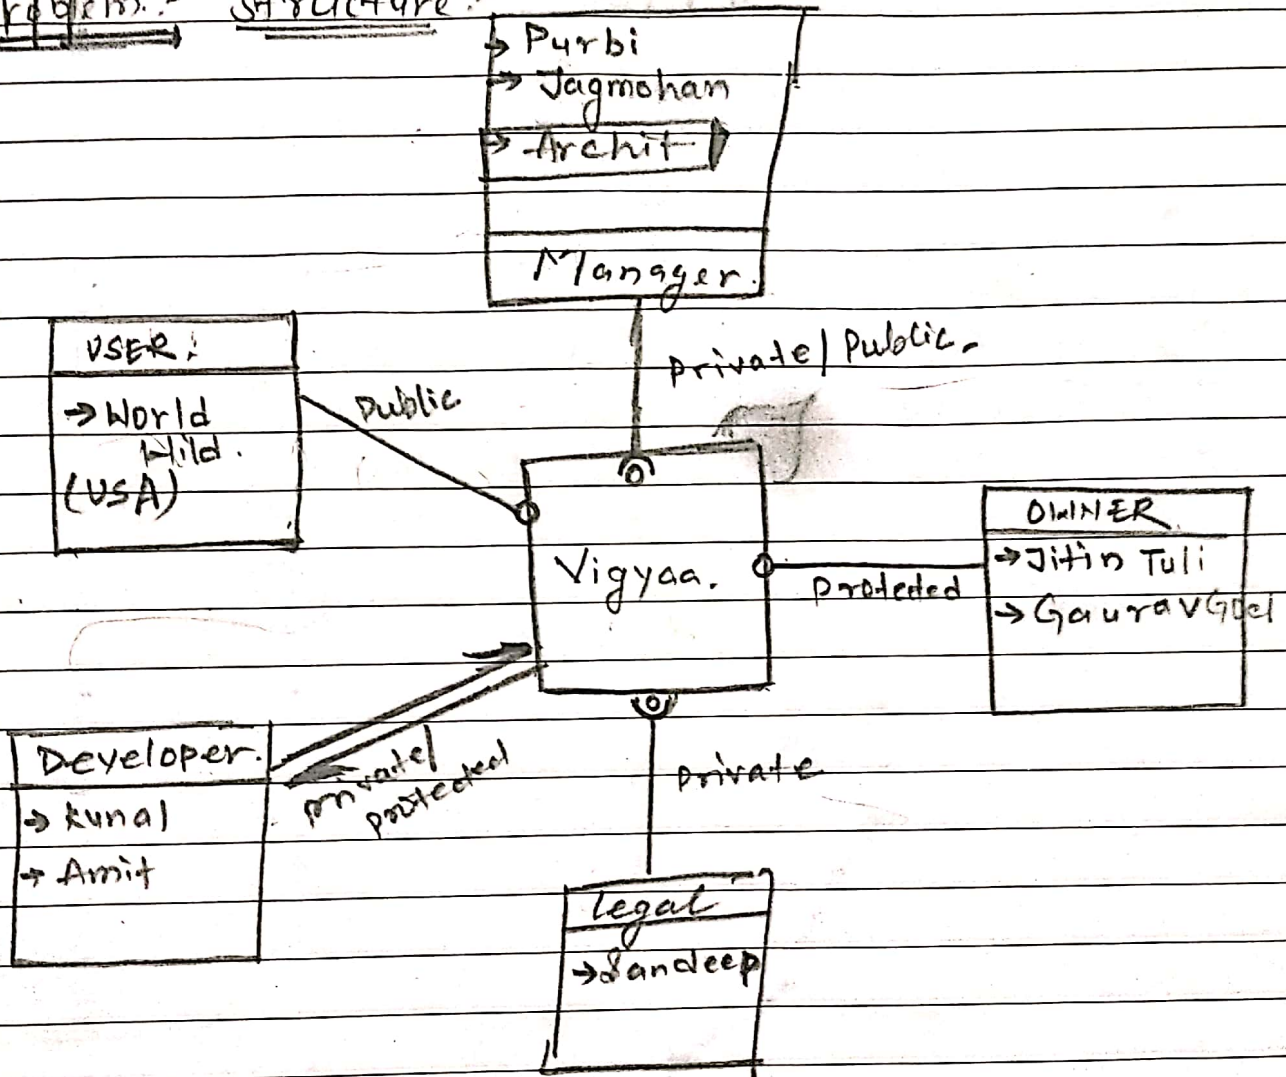 structure.
→ Purbi
→ Jagmohan
→ Archit
Manager.
Private/Public.
USER:
→ World
Wild.
(USA)
Public
Vigyaa.
OWNER
→ Jitin Tuli
→ Gaurav Goel
protected
Developer.
→ Kunal
→ Amit
private/
protected
private
legal
→ Sandeep